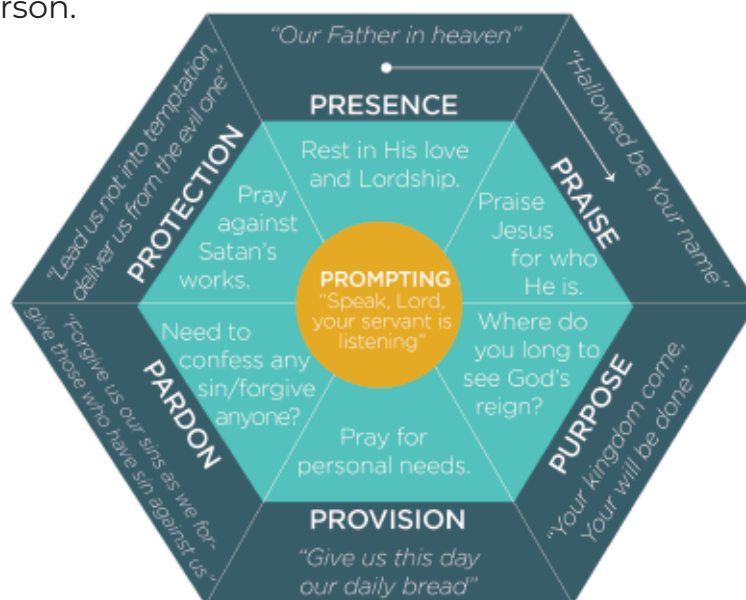 erson.
“Our Father in heaven”
PRESENCE
Rest in His love
and Lordship.
“Hallowed be Your name”
PRAISE
Praise
Jesus
for who
He is.
“Your kingdom come,
Your will be done”
PURPOSE
Where do
you long to
see God’s
reign?
PROVISION
“Give us this day
our daily bread”
Pray for
personal needs.
“Forgive us our sins as we for-
give those who have sin against us”
PARDON
Need to
confess any
sin/forgive
anyone?
“Lead us not into temptation,
deliver us from the evil one”
PROTECTION
Pray
against
Satan’s
works.
PROMPTING
“Speak, Lord,
your servant is
listening”